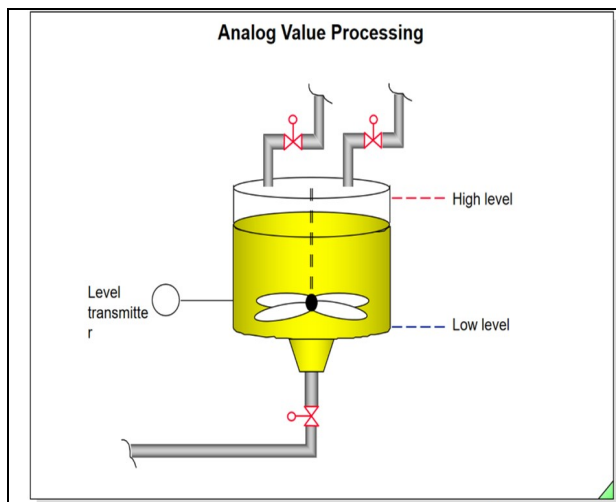 Analog Value Processing
High level
Level
transmitte
r
Low level